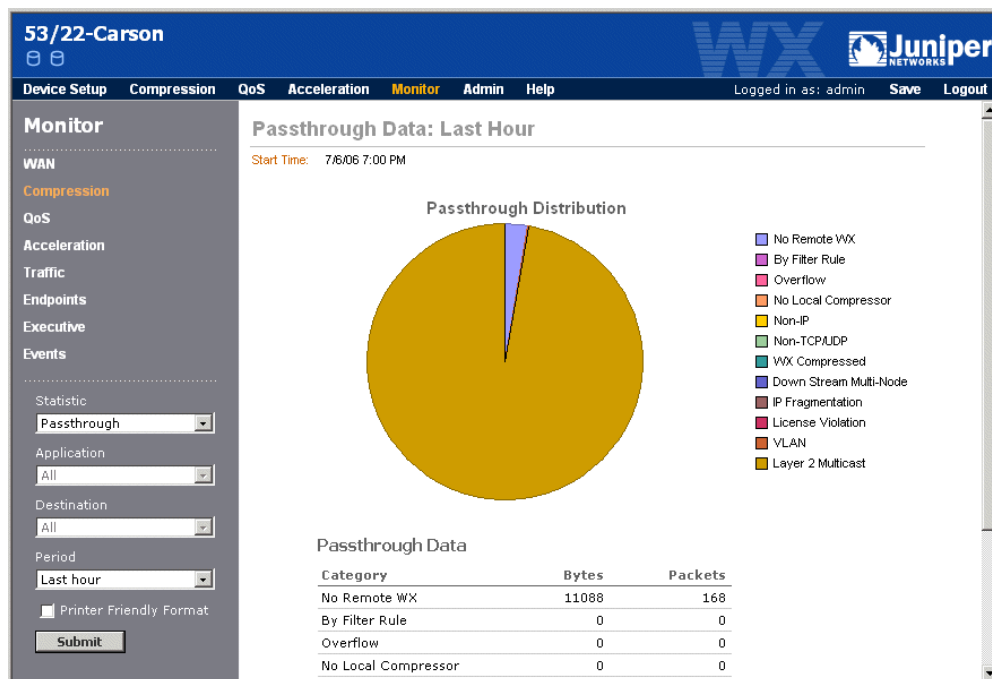 53/22-Carson
WX
Juniper
NETWORKS
Device Setup Compression QoS Acceleration Monitor Admin Help Logged in as: admin Save Logout
Monitor
WAN
Compression
QoS
Acceleration
Traffic
Endpoints
Executive
Events
Statistic
Passthrough
Application
All
Destination
All
Period
Last hour
Printer Friendly Format
Submit
Passthrough Data: Last Hour
Start Time: 7/6/06 7:00 PM
Passthrough Distribution
No Remote WX
By Filter Rule
Overflow
No Local Compressor
Non-IP
Non-TCP/UDP
WX Compressed
Down Stream Multi-Node
IP Fragmentation
License Violation
VLAN
Layer 2 Multicast
Passthrough Data
Category Bytes Packets
No Remote WX 11088 168
By Filter Rule 0 0
Overflow 0 0
No Local Compressor 0 0